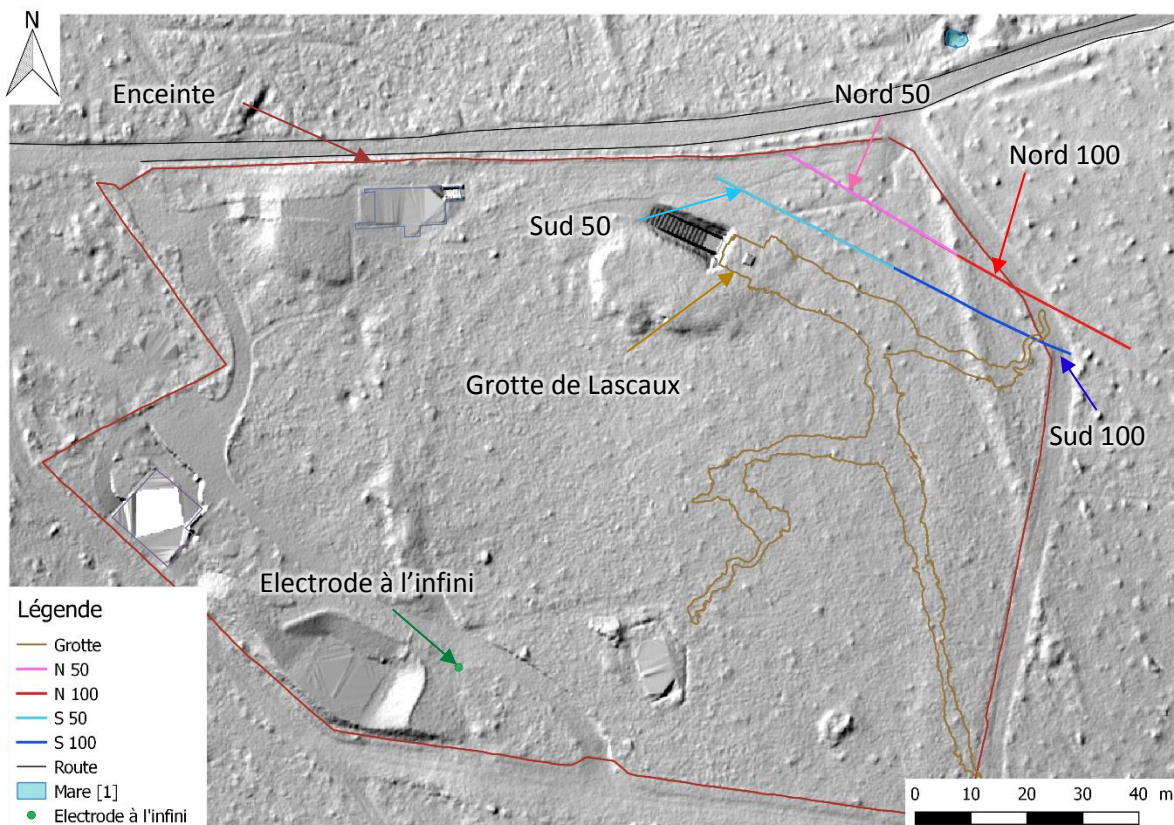 N
Enceinte
Nord 50
Nord 100
Sud 50
Grotte de Lascaux
Sud 100
Electrode à l’infini
Légende
Grotte
N 50
N 100
S 50
S 100
Route
Mare [1]
Electrode à l'infini
0 10 20 30 40 m